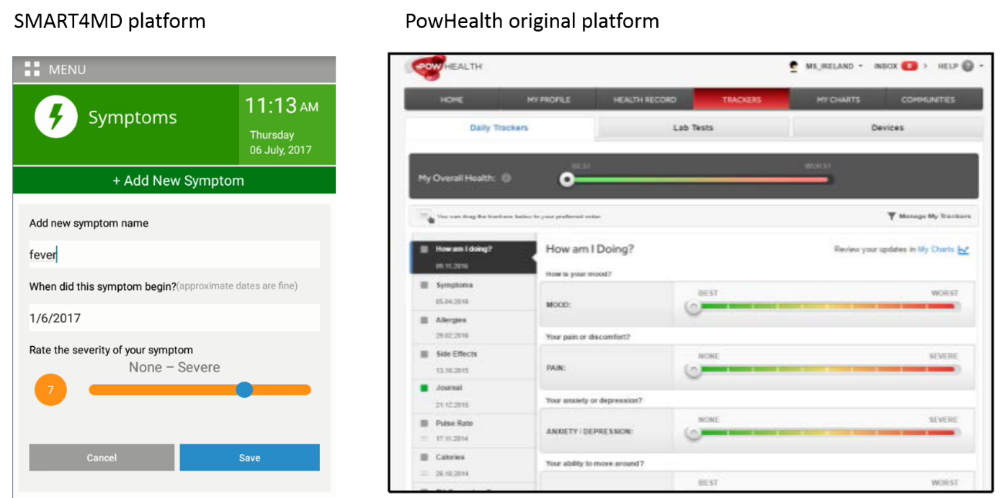 SMART4MD platform
PowHealth original platform
MENU
Symptoms
11:13 AM
Thursday
06 July, 2017
+ Add New Symptom
Add new symptom name
fever
When did this symptom begin?(approximate dates are fine)
1/6/2017
Rate the severity of your symptom
None – Severe
7
Cancel
Save
+POW HEALTH
MS_IRELAND
INBOX
HELP ?
HOME
MY PROFILE
HEALTH RECORD
TRACKERS
MY CHARTS
COMMUNITIES
Daily Trackers
Lab Tests
Devices
My Overall Health:
BEST
WORST
You can drag the trackers below to your preferred order
Manage My Trackers
How am I doing?
09.11.2016
Symptoms
05.04.2016
Allergies
29.02.2016
Side Effects
13.10.2015
Journal
21.12.2015
Pulse Rate
17.11.2014
Calories
26.10.2014
How am I Doing?
Review your updates in My Charts
How is your mood?
MOOD:
BEST
WORST
Your pain or discomfort?
PAIN:
NONE
SEVERE
Your anxiety or depression?
ANXIETY / DEPRESSION:
NONE
SEVERE
Your ability to move around?
BEST
WORST